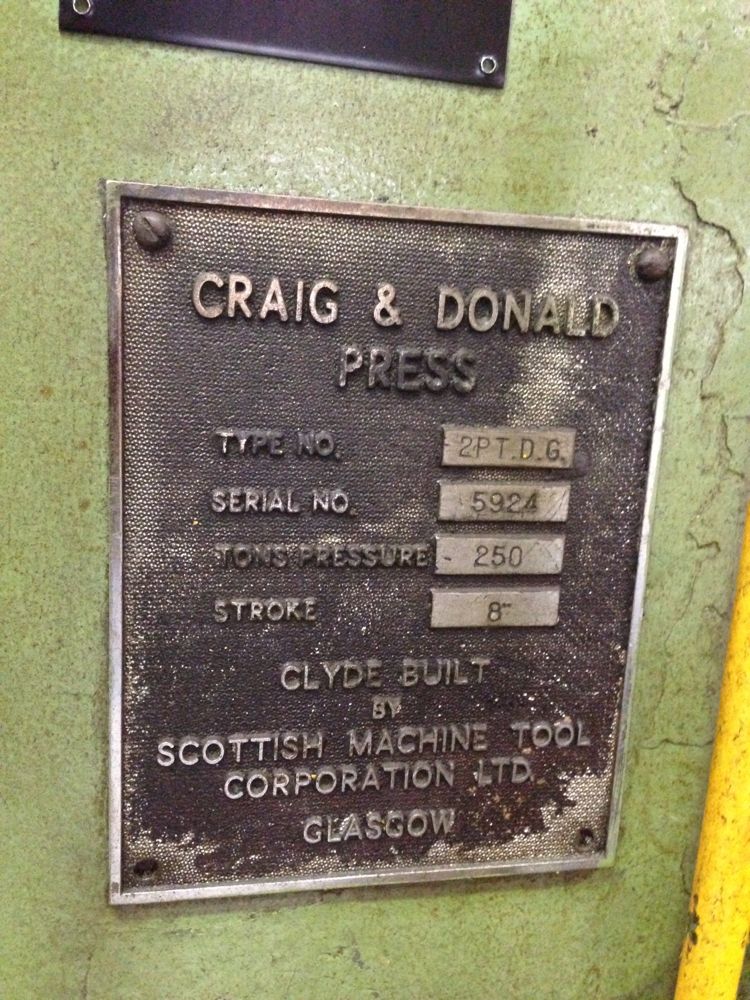 CRAIG & DONALD
PRESS
TYPE NO. 2PT.D.G.
SERIAL NO. 5924
TONS PRESSURE 250
STROKE 8"
CLYDE BUILT
BY
SCOTTISH MACHINE TOOL
CORPORATION LTD.
GLASGOW